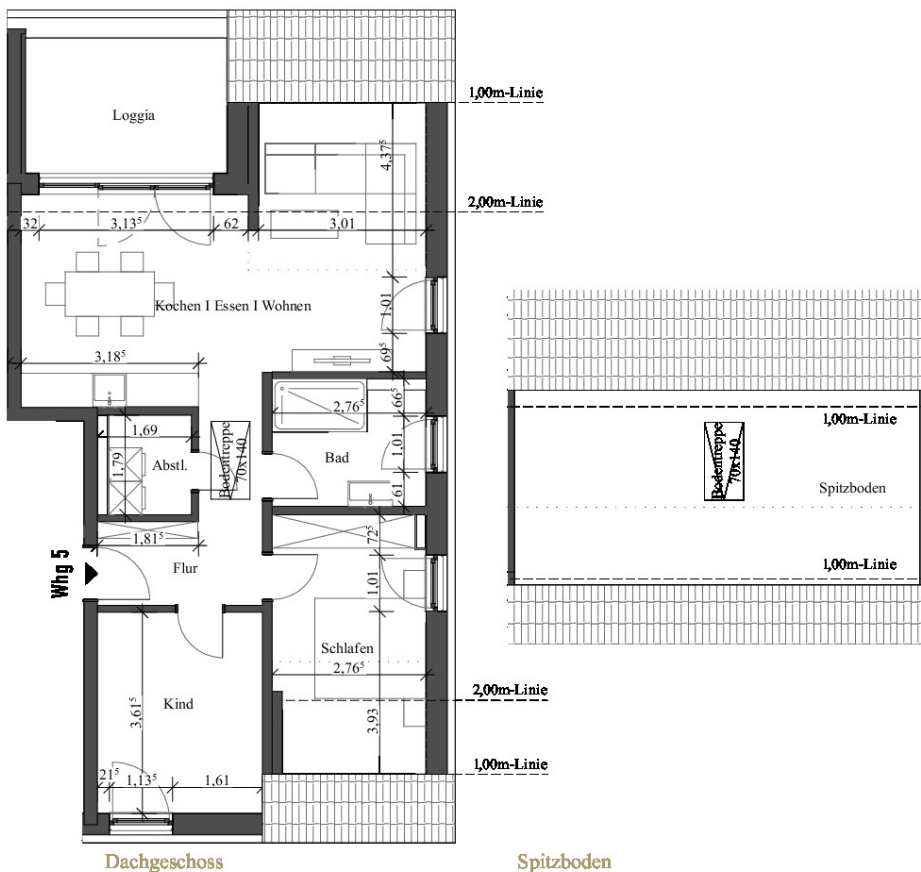 1,00m-Linie
Loggia
4,37⁵
2,00m-Linie
32
3,13⁵
62
3,01
Kochen I Essen I Wohnen
1,01
69⁵
3,18⁵
2,76⁵
66⁵
1,69
1,79
Abstl.
Bodentreppe
70x140
Bad
1,01
61
1,81⁵
72⁵
Whg 5
Flur
1,01
Schlafen
2,76⁵
Kind
3,61⁵
2,00m-Linie
3,93
21⁵
1,13⁵
1,61
1,00m-Linie
Dachgeschoss
1,00m-Linie
Bodentreppe
70x140
Spitzboden
1,00m-Linie
Spitzboden